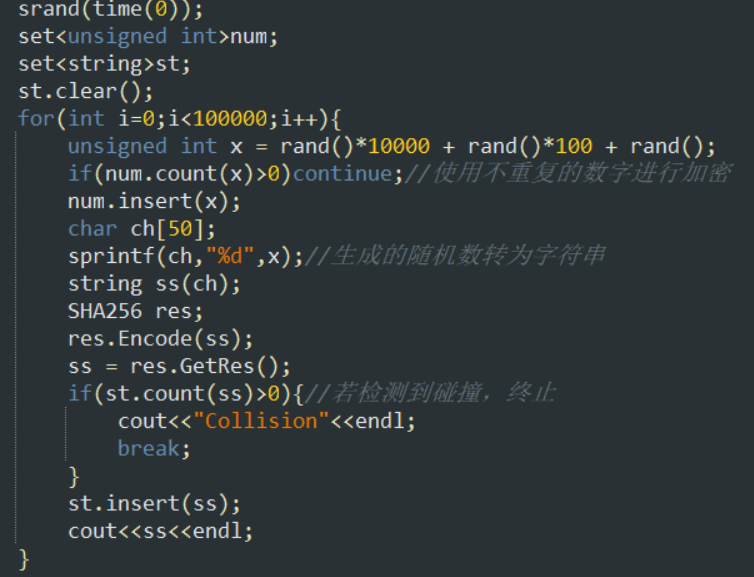 srand(time(0));
set<unsigned int>num;
set<string>st;
st.clear();
for(int i=0;i<100000;i++){
    unsigned int x = rand()*10000 + rand()*100 + rand();
    if(num.count(x)>0)continue;//使用不重复的数字进行加密
    num.insert(x);
    char ch[50];
    sprintf(ch,"%d",x);//生成的随机数转为字符串
    string ss(ch);
    SHA256 res;
    res.Encode(ss);
    ss = res.GetRes();
    if(st.count(ss)>0){//若检测到碰撞，终止
        cout<<"Collision"<<endl;
        break;
    }
    st.insert(ss);
    cout<<ss<<endl;
}